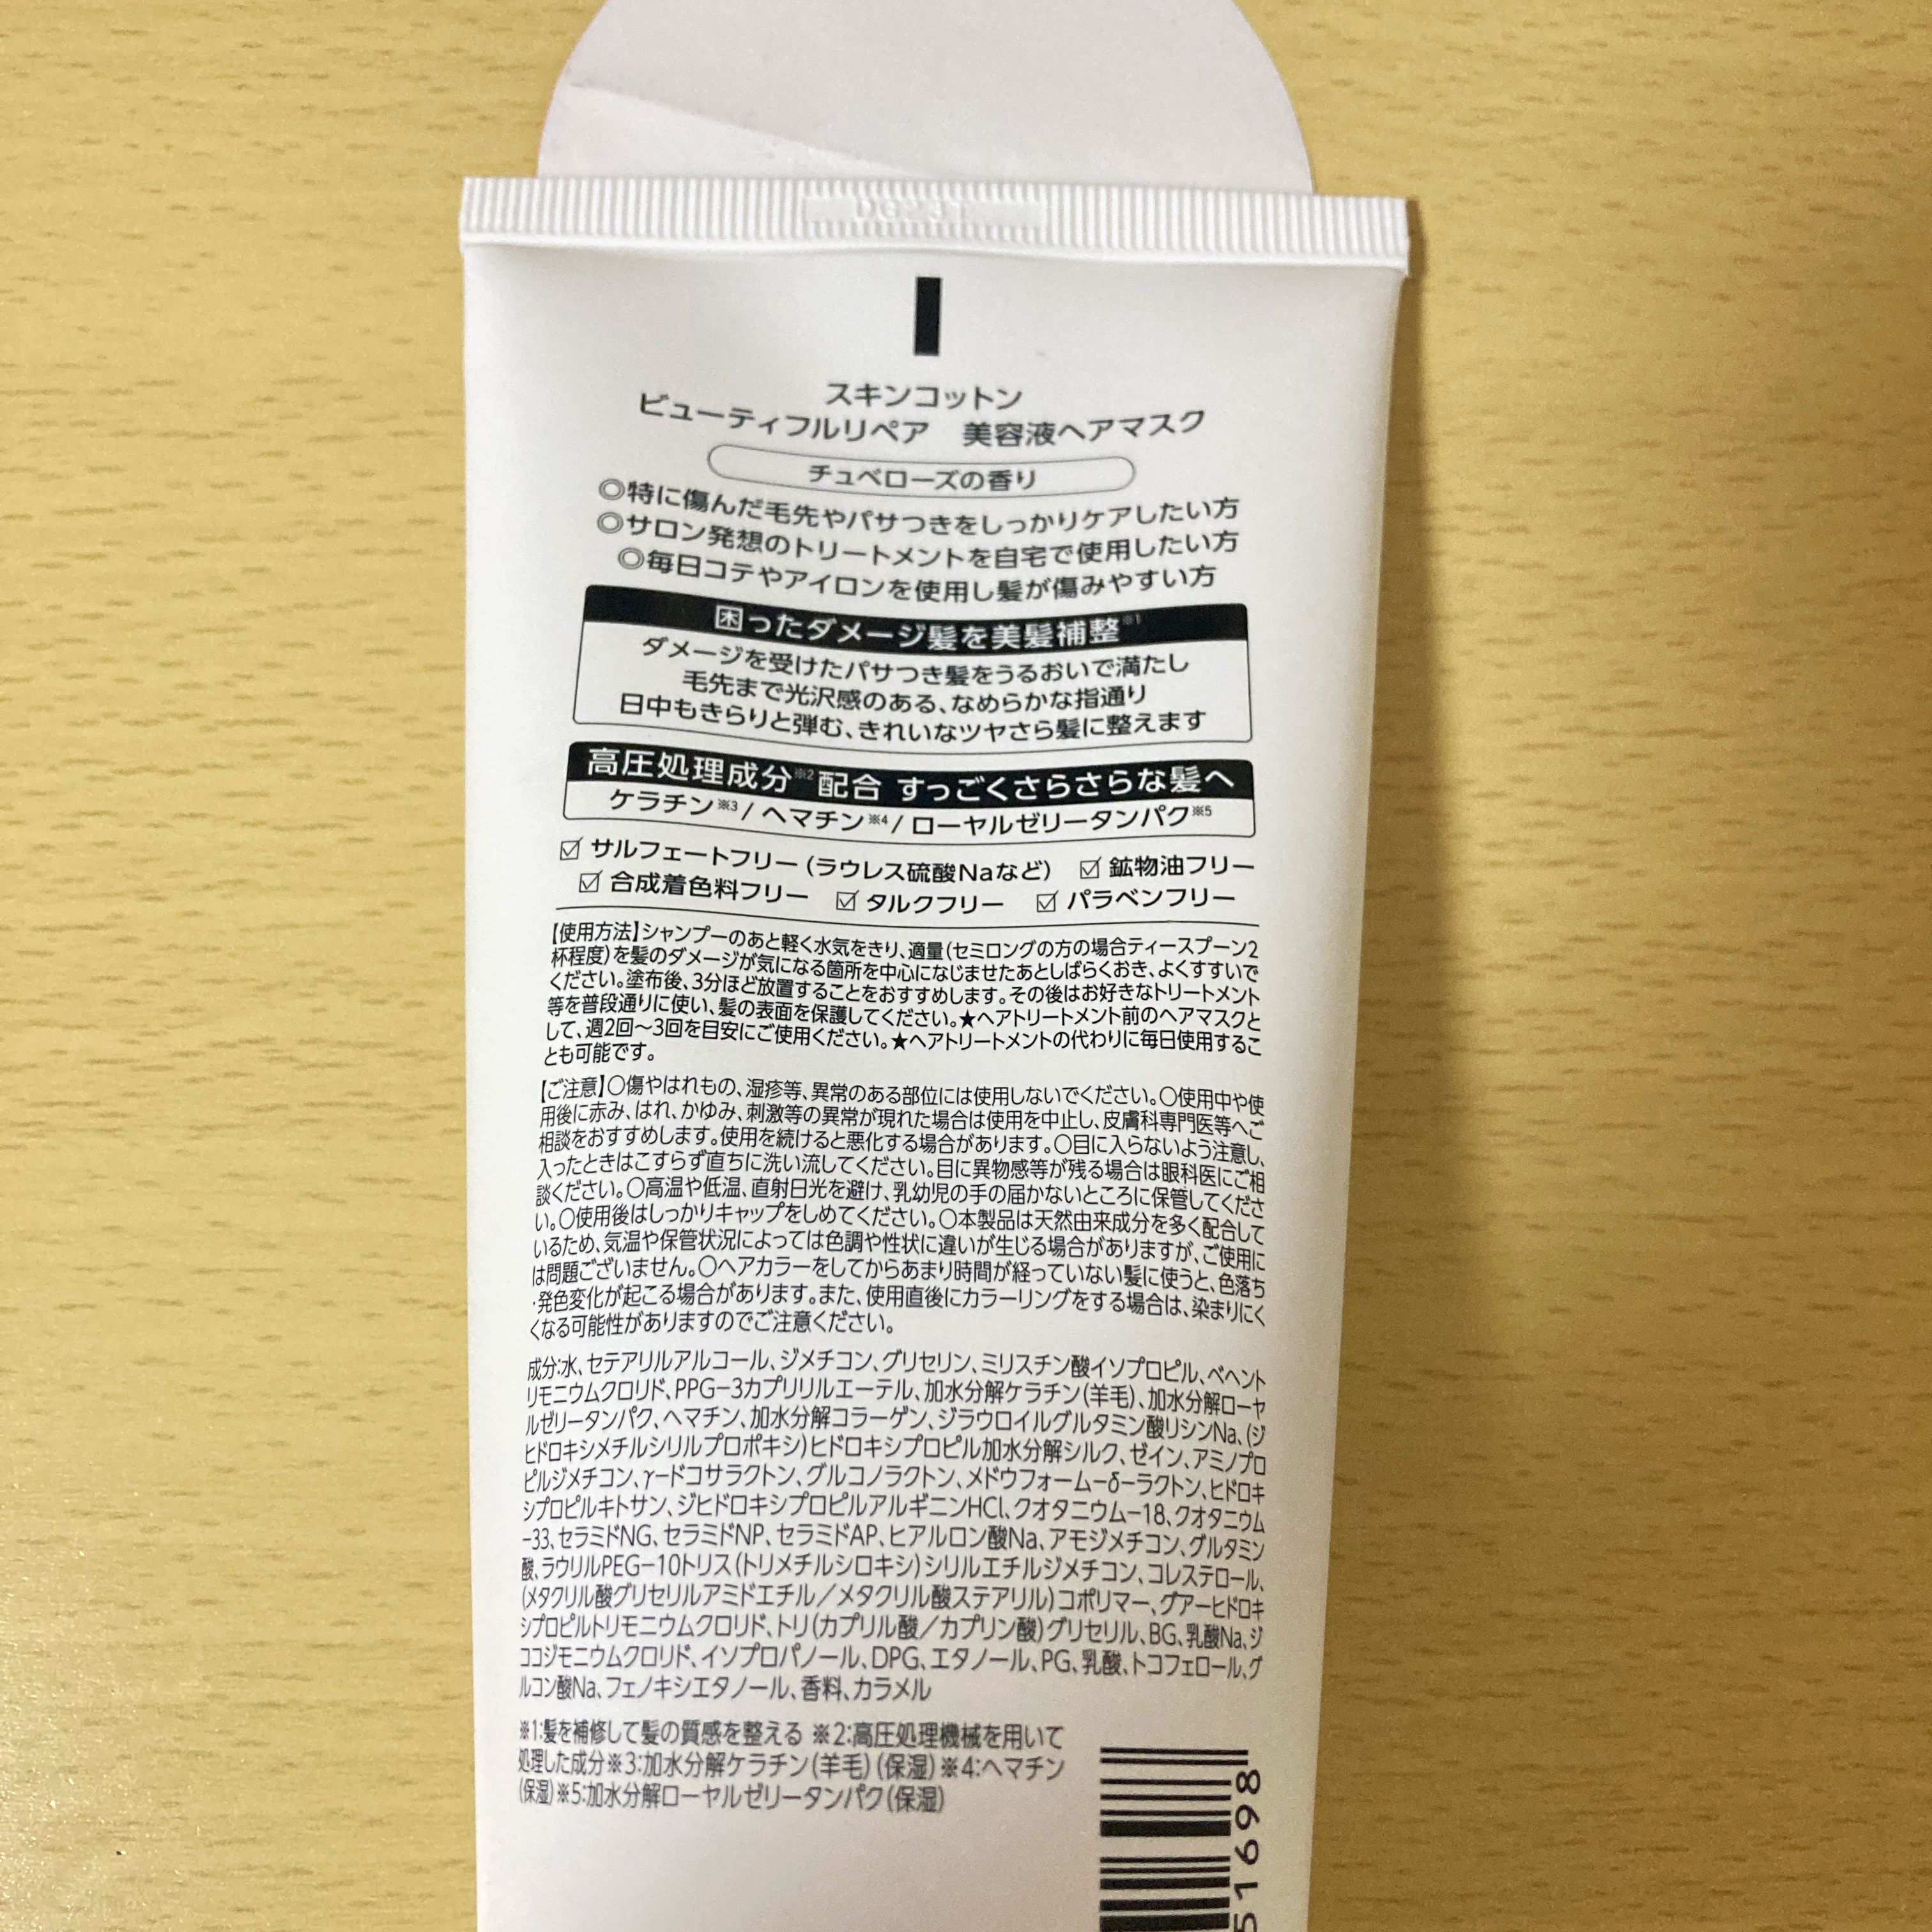 スキンコットン
ビューティフルリペア　美容液ヘアマスク
チュベローズの香り
◎特に傷んだ毛先やパサつきをしっかりケアしたい方
◎サロン発想のトリートメントを自宅で使用したい方
◎毎日コテやアイロンを使用し髪が傷みやすい方
困ったダメージ髪を美髪補整※1
ダメージを受けたパサつき髪をうるおいで満たし
毛先まで光沢感のある、なめらかな指通り
日中もきらりと弾む、きれいなツヤさら髪に整えます
高圧処理成分※2配合 すっごくさらさらな髪へ
ケラチン※3/ヘマチン※4/ローヤルゼリータンパク※5
☑ サルフェートフリー(ラウレス硫酸Naなど) ☑ 鉱物油フリー
☑ 合成着色料フリー ☑ タルクフリー ☑ パラベンフリー
【使用方法】シャンプーのあと軽く水気をきり、適量(セミロングの方の場合ティースプーン2
杯程度)を髪のダメージが気になる箇所を中心になじませたあとしばらくおき、よくすすいで
ください。塗布後、3分ほど放置することをおすすめします。その後はお好きなトリートメント
等を普段通りに使い、髪の表面を保護してください。★ヘアトリートメント前のヘアマスクと
して、週2回〜3回を目安にご使用ください。★ヘアトリートメントの代わりに毎日使用するこ
とも可能です。
【ご注意】〇傷やはれもの、湿疹等、異常のある部位には使用しないでください。〇使用中や使
用後に赤み、はれ、かゆみ、刺激等の異常が現れた場合は使用を中止し、皮膚科専門医等へご
相談をおすすめします。使用を続けると悪化する場合があります。〇目に入らないよう注意し、
入ったときはこすらず直ちに洗い流してください。目に異物感等が残る場合は眼科医にご相
談ください。〇高温や低温、直射日光を避け、乳幼児の手の届かないところに保管してくださ
い。〇使用後はしっかりキャップをしめてください。〇本製品は天然由来成分を多く配合して
いるため、気温や保管状況によっては色調や性状に違いが生じる場合がありますが、ご使用に
は問題ございません。〇ヘアカラーをしてからあまり時間が経っていない髪に使うと、色落ち
・発色変化が起こる場合があります。また、使用直後にカラーリングをする場合は、染まりにく
くなる可能性がありますのでご注意ください。
成分:水、セテアリルアルコール、ジメチコン、グリセリン、ミリスチン酸イソプロピル、ベヘント
リモニウムクロリド、PPG−3カプリリルエーテル、加水分解ケラチン(羊毛)、加水分解ローヤ
ルゼリータンパク、ヘマチン、加水分解コラーゲン、ジラウロイルグルタミン酸リシンNa、(ジ
ヒドロキシメチルシリルプロポキシ)ヒドロキシプロピル加水分解シルク、ゼイン、アミノプロ
ピルジメチコン、γ−ドコサラクトン、グルコノラクトン、メドウフォーム−δ−ラクトン、ヒドロキ
シプロピルキトサン、ジヒドロキシプロピルアルギニンHCl、クオタニウム−18、クオタニウム
−33、セラミドNG、セラミドNP、セラミドAP、ヒアルロン酸Na、アモジメチコン、グルタミン
酸、ラウリルPEG−10トリス(トリメチルシロキシ)シリルエチルジメチコン、コレステロール、
(メタクリル酸グリセリルアミドエチル／メタクリル酸ステアリル)コポリマー、グアーヒドロキ
シプロピルトリモニウムクロリド、トリ(カプリル酸／カプリン酸)グリセリル、BG、乳酸Na、ジ
ココジモニウムクロリド、イソプロパノール、DPG、エタノール、PG、乳酸、トコフェロール、グ
ルコン酸Na、フェノキシエタノール、香料、カラメル
※1:髪を補修して髪の質感を整える ※2:高圧処理機械を用いて
処理した成分※3:加水分解ケラチン(羊毛)(保湿)※4:ヘマチン
(保湿)※5:加水分解ローヤルゼリータンパク(保湿)
51698